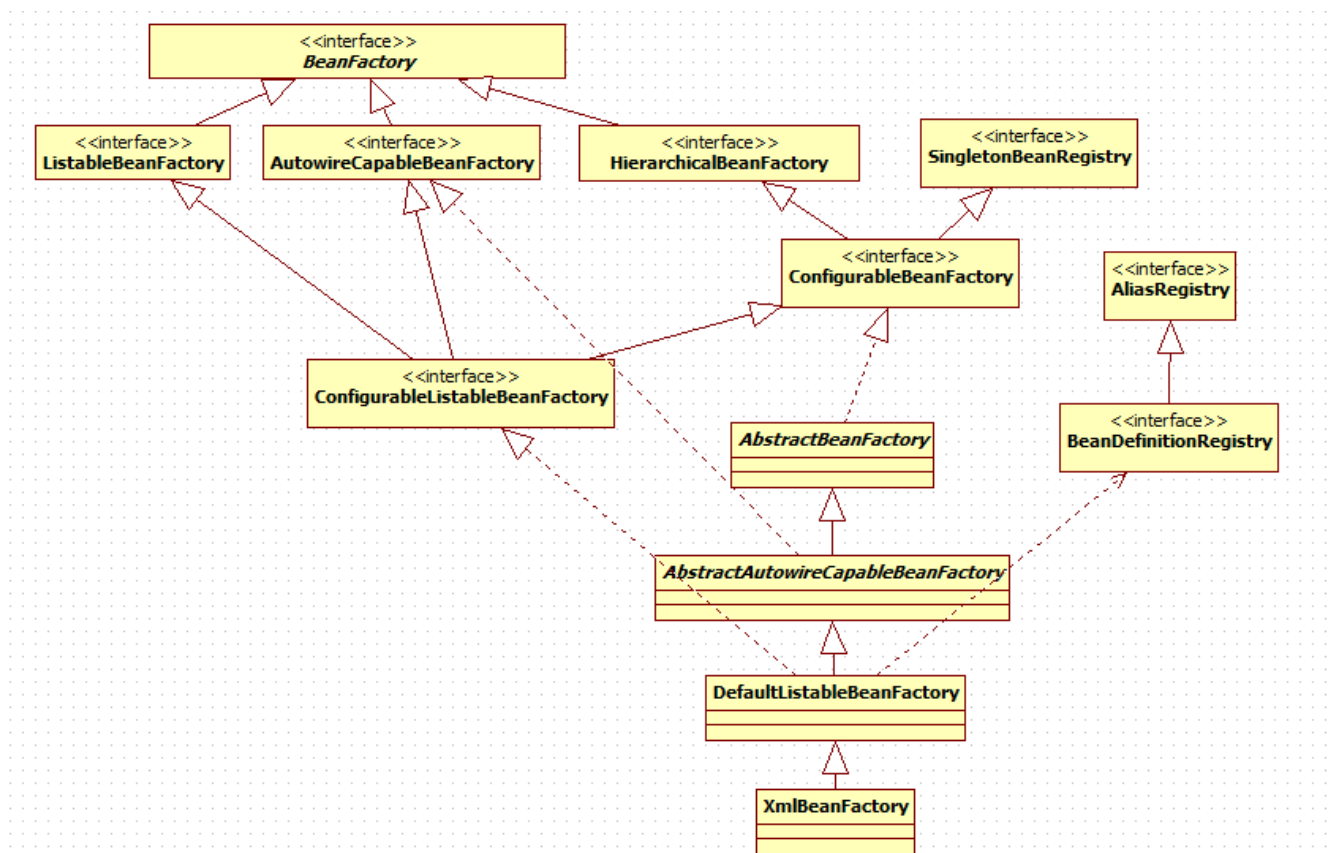 <<interface>>
BeanFactory
<<interface>>
ListableBeanFactory
<<interface>>
AutowireCapableBeanFactory
<<interface>>
HierarchicalBeanFactory
<<interface>>
SingletonBeanRegistry
<<interface>>
ConfigurableBeanFactory
<<interface>>
AliasRegistry
<<interface>>
ConfigurableListableBeanFactory
<<interface>>
BeanDefinitionRegistry
AbstractBeanFactory
AbstractAutowireCapableBeanFactory
DefaultListableBeanFactory
XmlBeanFactory